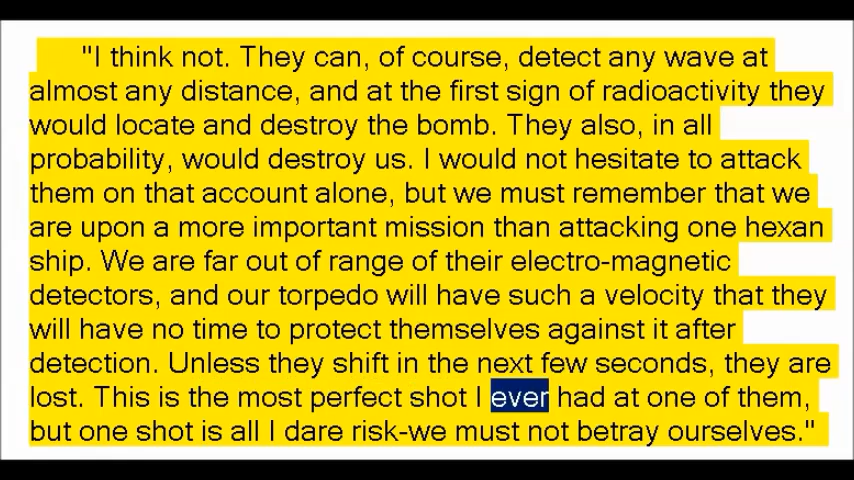 "I think not. They can, of course, detect any wave at
almost any distance, and at the first sign of radioactivity they
would locate and destroy the bomb. They also, in all
probability, would destroy us. I would not hesitate to attack
them on that account alone, but we must remember that we
are upon a more important mission than attacking one hexan
ship. We are far out of range of their electro-magnetic
detectors, and our torpedo will have such a velocity that they
will have no time to protect themselves against it after
detection. Unless they shift in the next few seconds, they are
lost. This is the most perfect shot I ever had at one of them,
but one shot is all I dare risk-we must not betray ourselves."